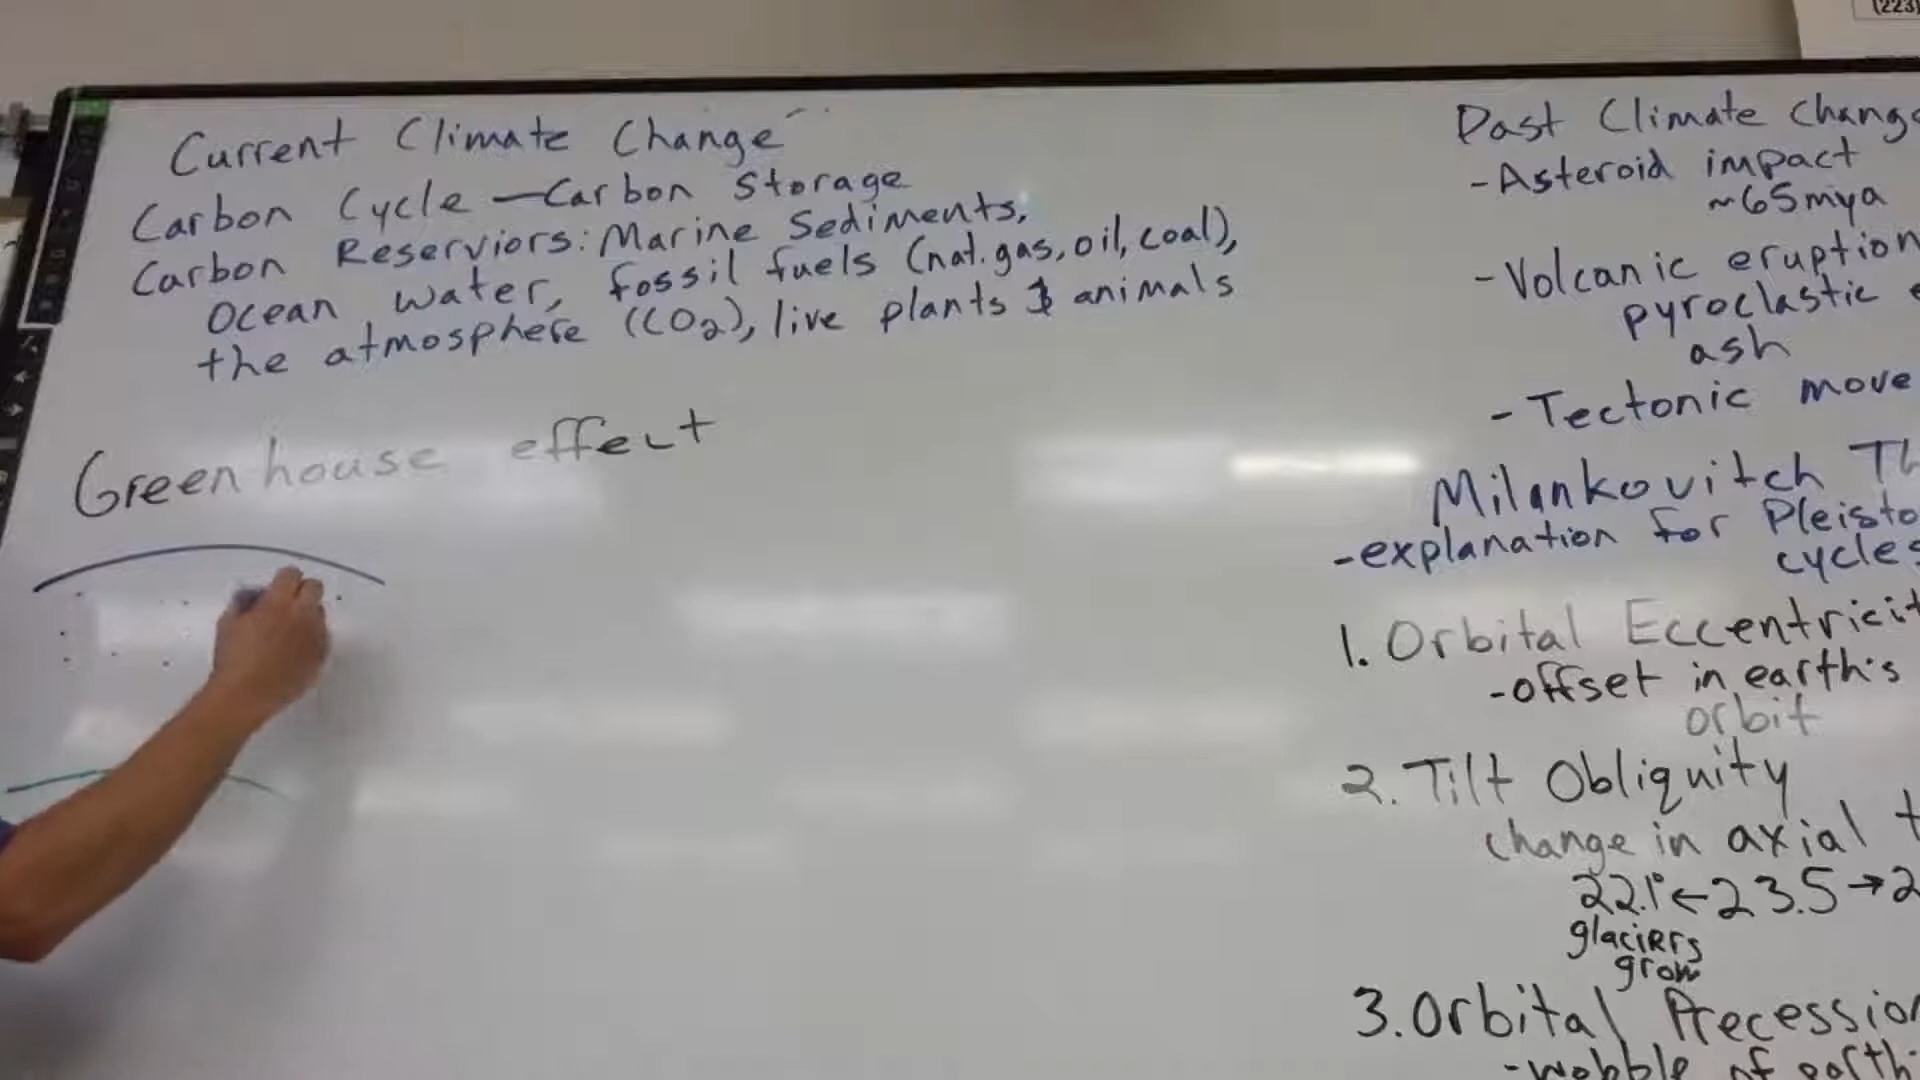 (223)
Current Climate Change
Carbon Cycle — Carbon Storage
Carbon Reserviors: Marine Sediments,
Ocean water, fossil fuels (nat. gas, oil, coal),
the atmosphere (CO2), live plants & animals
Greenhouse effect
Past Climate Change
-Asteroid impact
~65mya
-Volcanic eruption
pyroclastic
ash
-Tectonic move
Milankovitch Th
-explanation for Pleisto
cycles
1. Orbital Eccentricit
-offset in earth's
orbit
2. Tilt Obliquity
change in axial t
22.1°←23.5→2
glaciers
grow
3. Orbital Precession
-wobble of earth